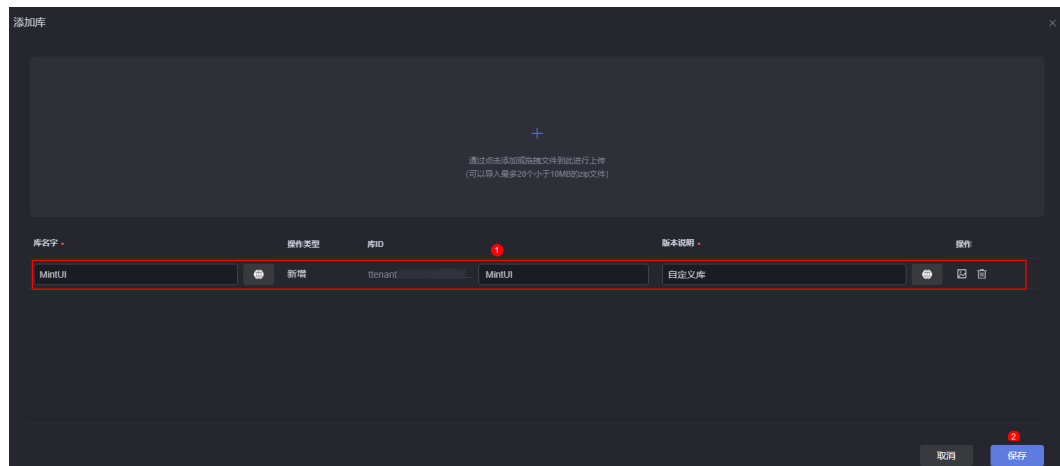 添加库
通过点击添加或拖拽文件到此进行上传
(可以导入最多20个小于10MB的zip文件)
库名字 • 操作类型 库ID 1 版本说明 • 操作
MintUI 新增 ttenant ... MintUI 自定义库
2
取消 保存